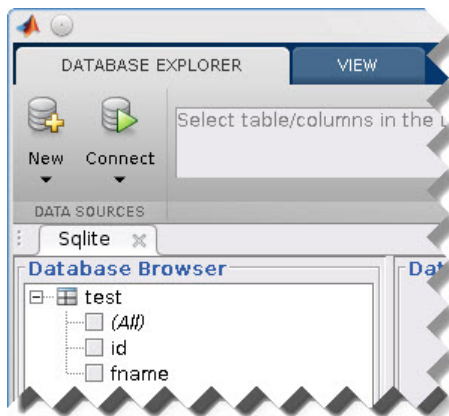 DATABASE EXPLORER VIEW
Select table/columns in the
New Connect
DATA SOURCES
Sqlite
Database Browser
test
(All)
id
fname